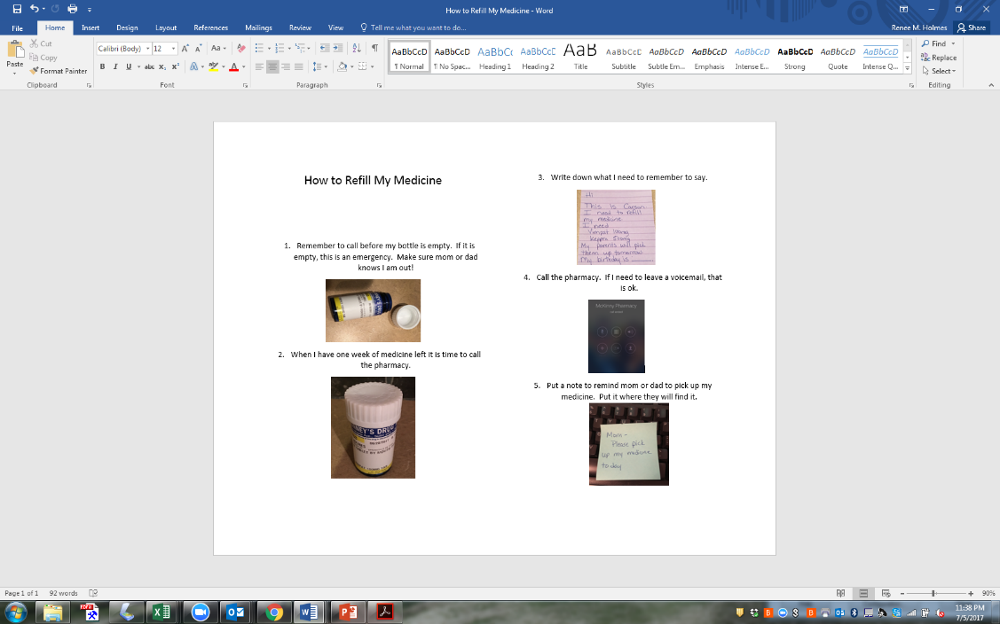 How to Refill My Medicine - Word
Renee M. Holmes
Share
File
Home
Insert
Design
Layout
References
Mailings
Review
View
Tell me what you want to do...
Paste
Cut
Copy
Format Painter
Clipboard
Calibri (Body)
12
Font
Paragraph
AaBbCcD
¶ Normal
AaBbCcD
¶ No Spac...
AaBbCc
Heading 1
AaBbCcC
Heading 2
AaB
Title
AaBbCcC
Subtitle
AaBbCcD
Subtle Em...
AaBbCcD
Emphasis
AaBbCcD
Intense E...
AaBbCcD
Strong
AaBbCcD
Quote
AaBbCcD
Intense Q...
Styles
Find
Replace
Select
Editing
How to Refill My Medicine
1. Remember to call before my bottle is empty. If it is
empty, this is an emergency. Make sure mom or dad
knows I am out!
2. When I have one week of medicine left it is time to call
the pharmacy.
NEY'S DRUG
3. Write down what I need to remember to say.
Hi
This is Carson
I need to refill
my medicine
I need
My parents will pick
them up tomorrow
My birthday is
4. Call the pharmacy. If I need to leave a voicemail, that
is ok.
Pharmacy
5. Put a note to remind mom or dad to pick up my
medicine. Put it where they will find it.
Mom -
Please pick
up my medicine
today
Page 1 of 1
92 words
90%
11:38 PM
7/5/2017